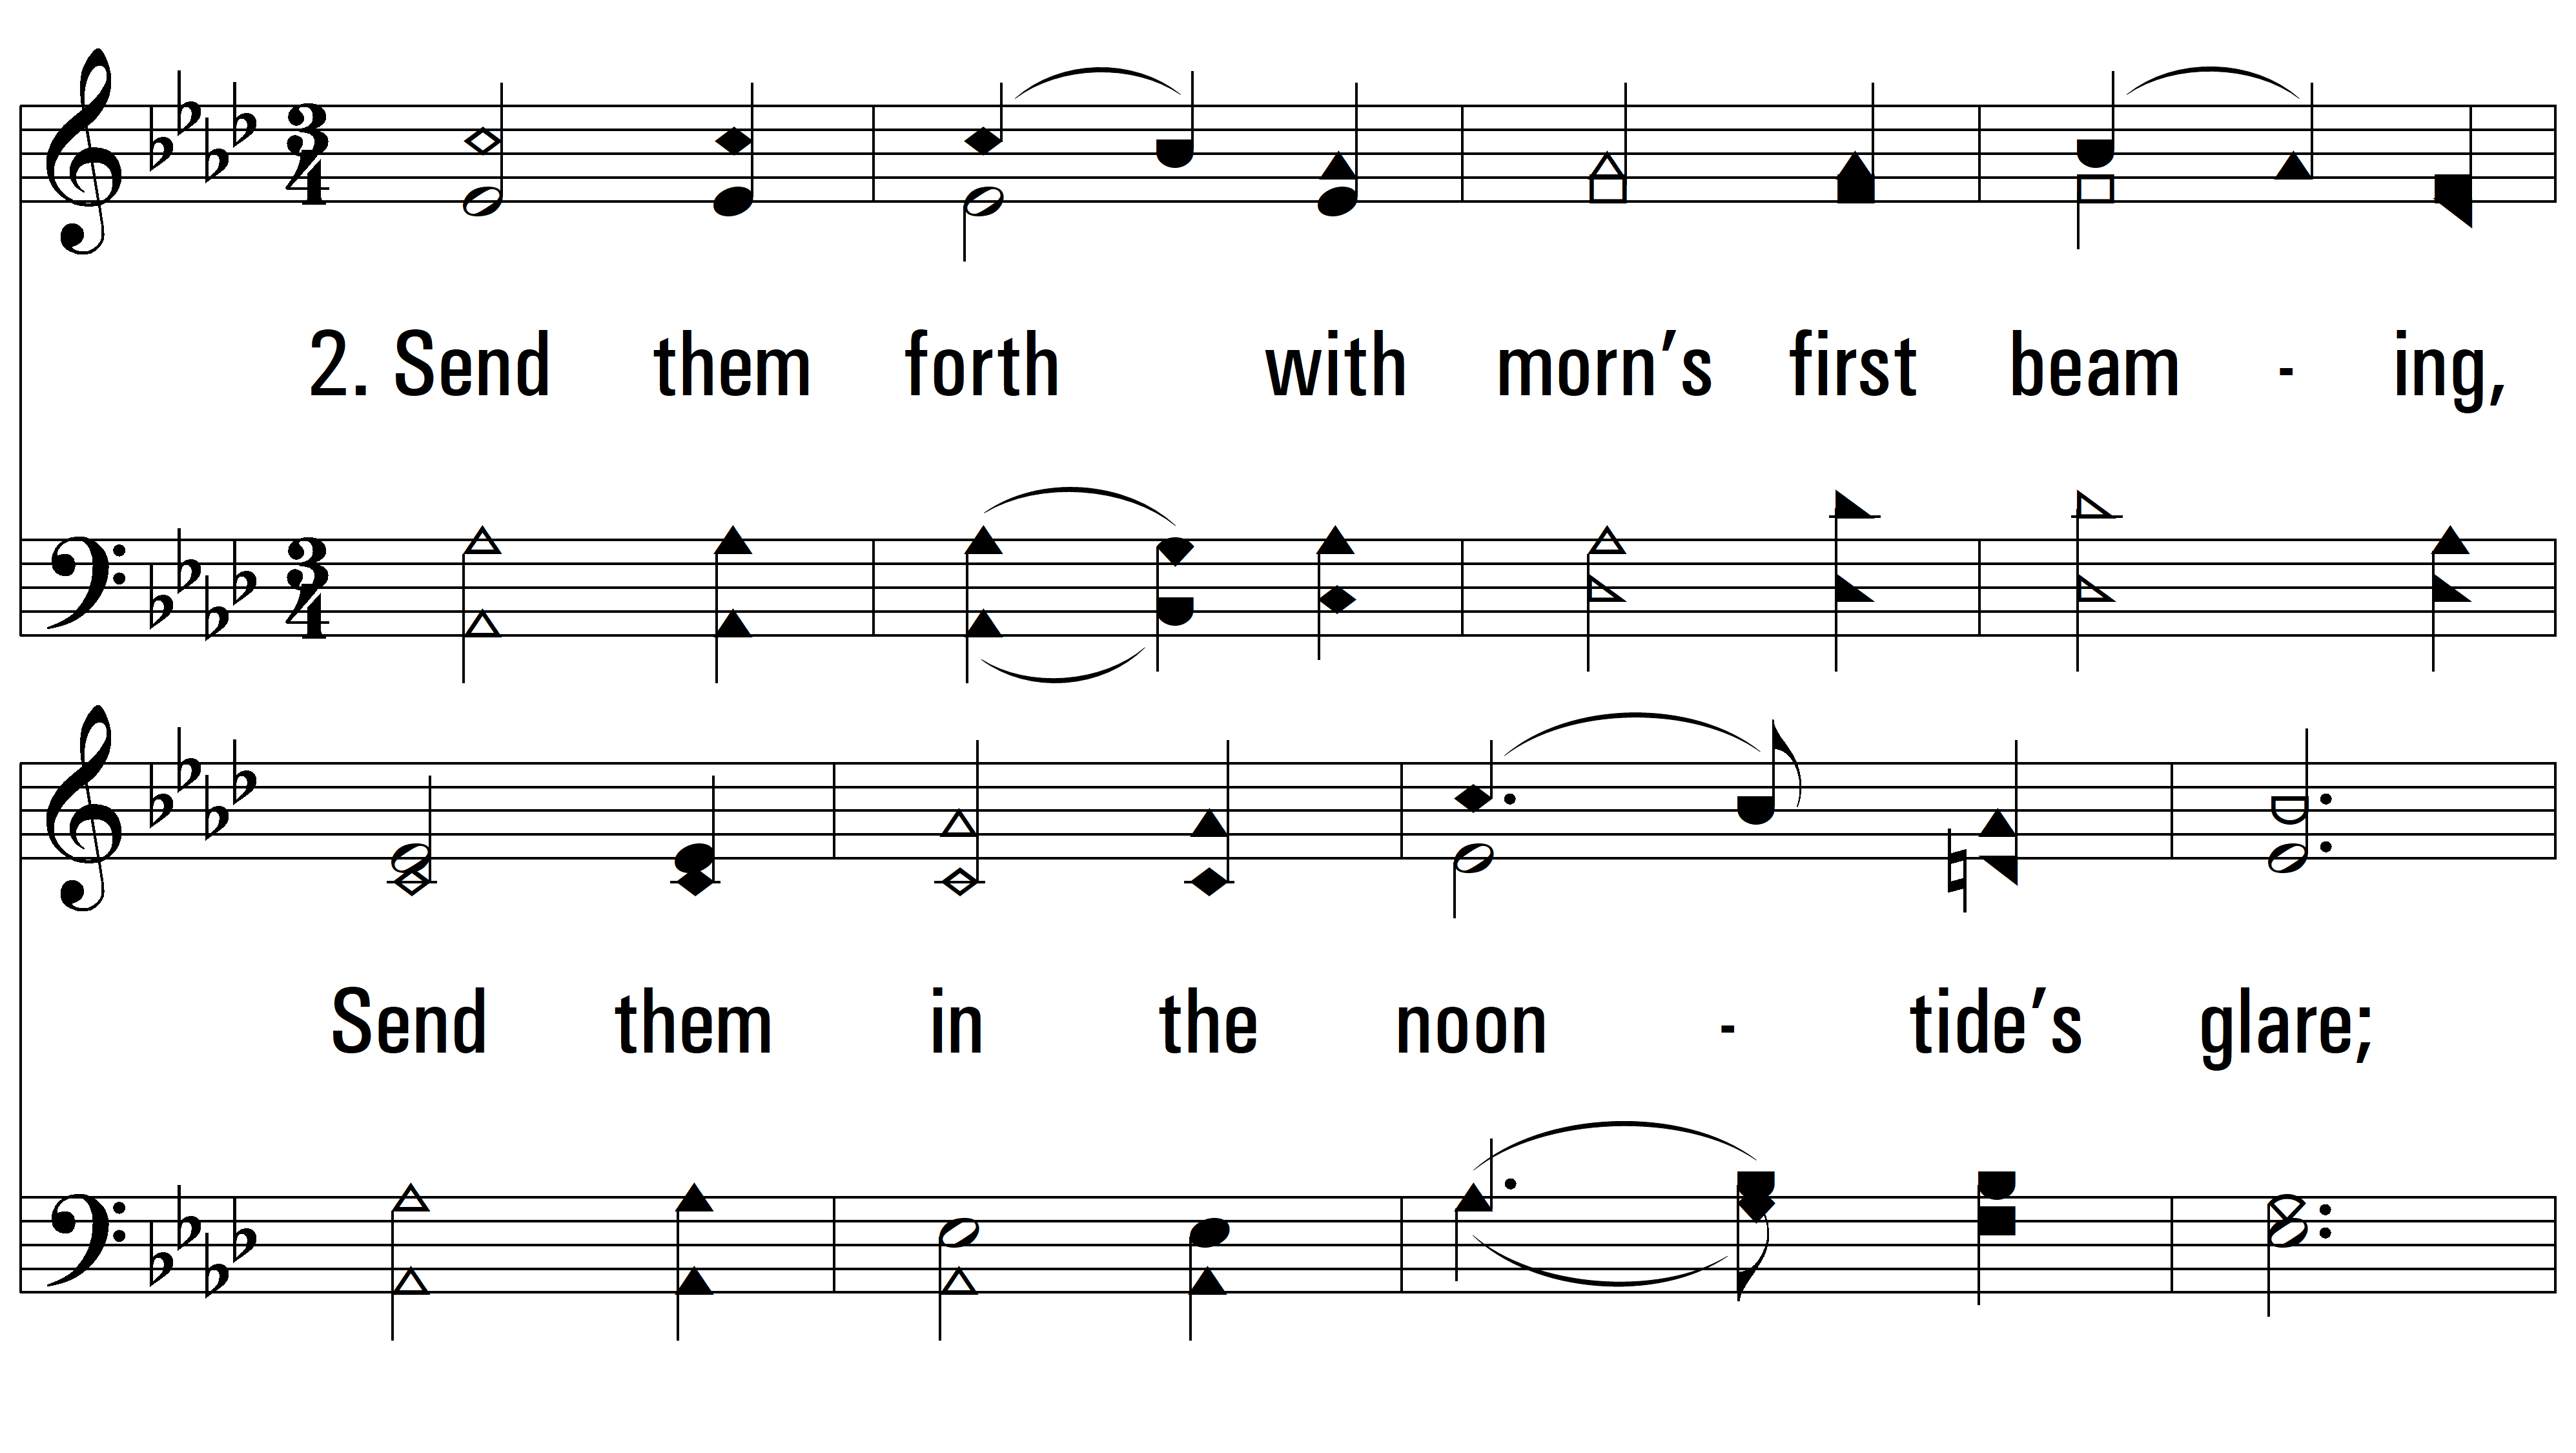 2. Send them forth with morn’s first beam - ing,
Send them in the noon - tide’s glare;